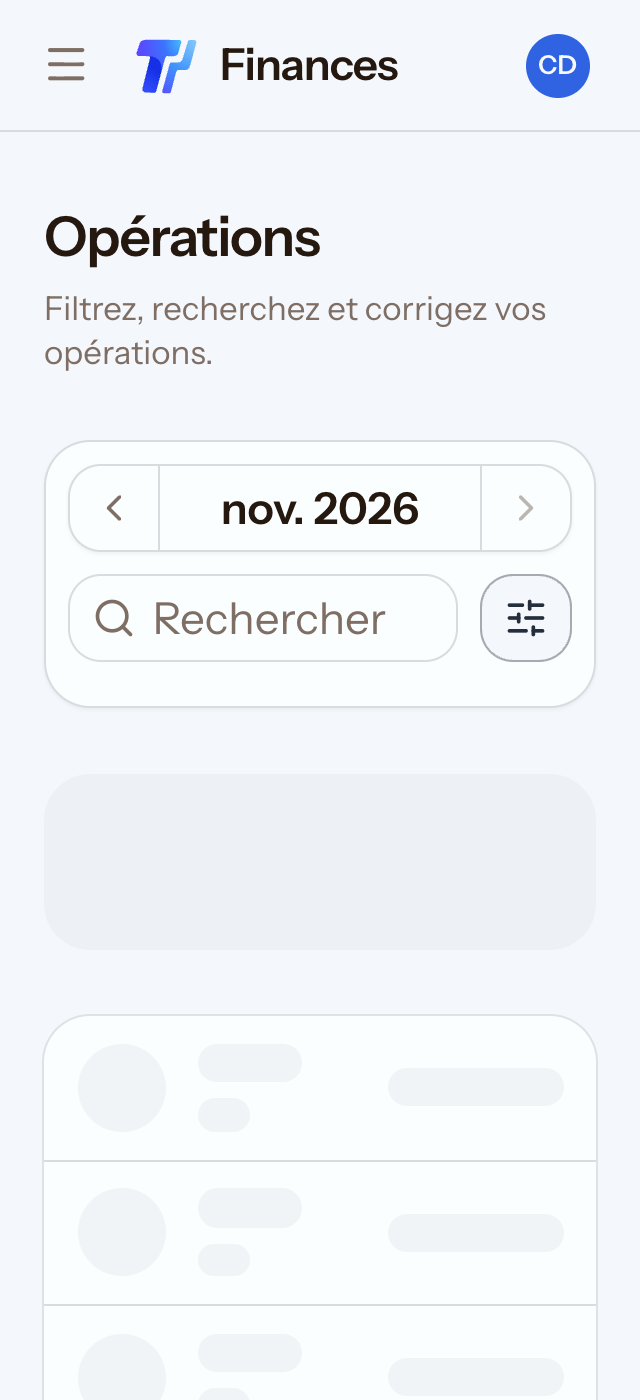 Finances
CD
Opérations
Filtrez, recherchez et corrigez vos
opérations.
nov. 2026
Rechercher